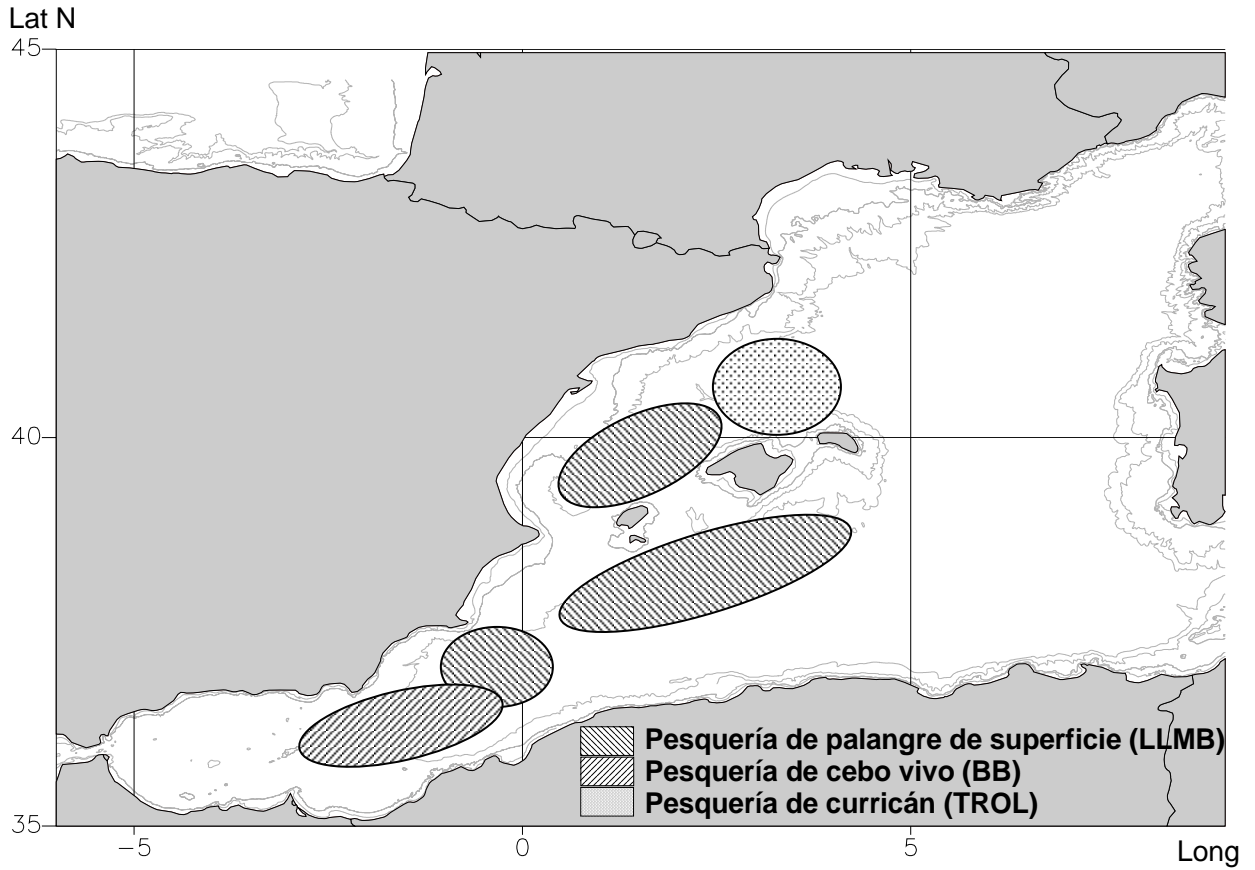 Lat N
45
40
35
−5
0
5
Long
Pesquería de palangre de superficie (LLMB)
Pesquería de cebo vivo (BB)
Pesquería de curricán (TROL)